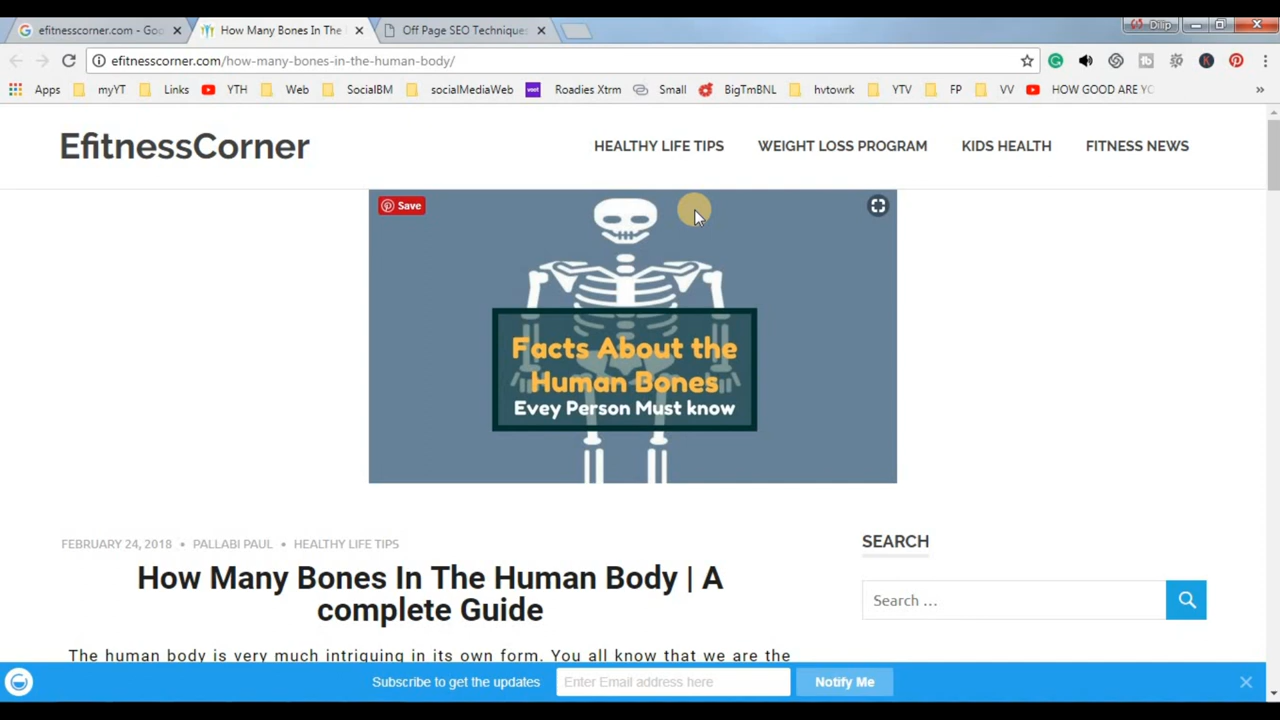 efitnesscorner.com - Goo
How Many Bones In The
Off Page SEO Techniques
Dilip
efitnesscorner.com/how-many-bones-in-the-human-body/
Apps
myYT
Links
YTH
Web
SocialBM
socialMediaWeb
voot
Roadies Xtrm
Small
BigTmBNL
hvtowrk
YTV
FP
VV
HOW GOOD ARE YO
EfitnessCorner
HEALTHY LIFE TIPS
WEIGHT LOSS PROGRAM
KIDS HEALTH
FITNESS NEWS
Save
Facts About the
Human Bones
Evey Person Must know
FEBRUARY 24, 2018 • PALLABI PAUL • HEALTHY LIFE TIPS
How Many Bones In The Human Body | A
complete Guide
The human body is very much intriguing in its own form. You all know that we are the
SEARCH
Search ...
Subscribe to get the updates
Enter Email address here
Notify Me